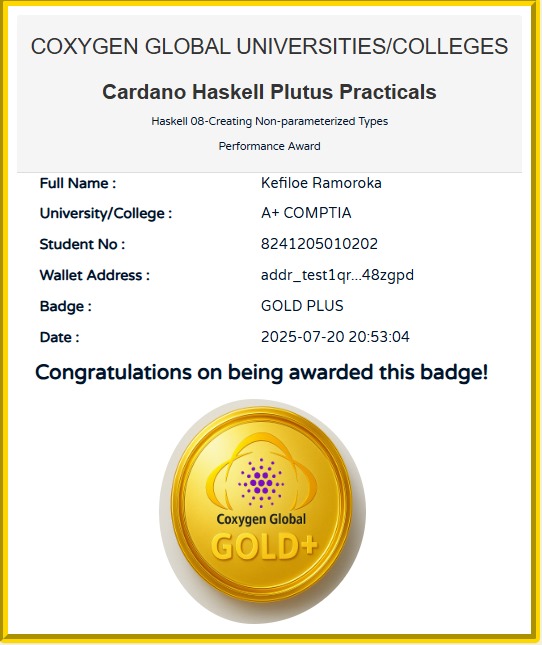 COXYGEN GLOBAL UNIVERSITIES/COLLEGES
Cardano Haskell Plutus Practicals
Haskell 08-Creating Non-parameterized Types
Performance Award
Full Name : Kefiloe Ramoroka
University/College : A+ COMPTIA
Student No : 8241205010202
Wallet Address : addr_test1qr...48zgpd
Badge : GOLD PLUS
Date : 2025-07-20 20:53:04
Congratulations on being awarded this badge!
Coxygen Global
GOLD+